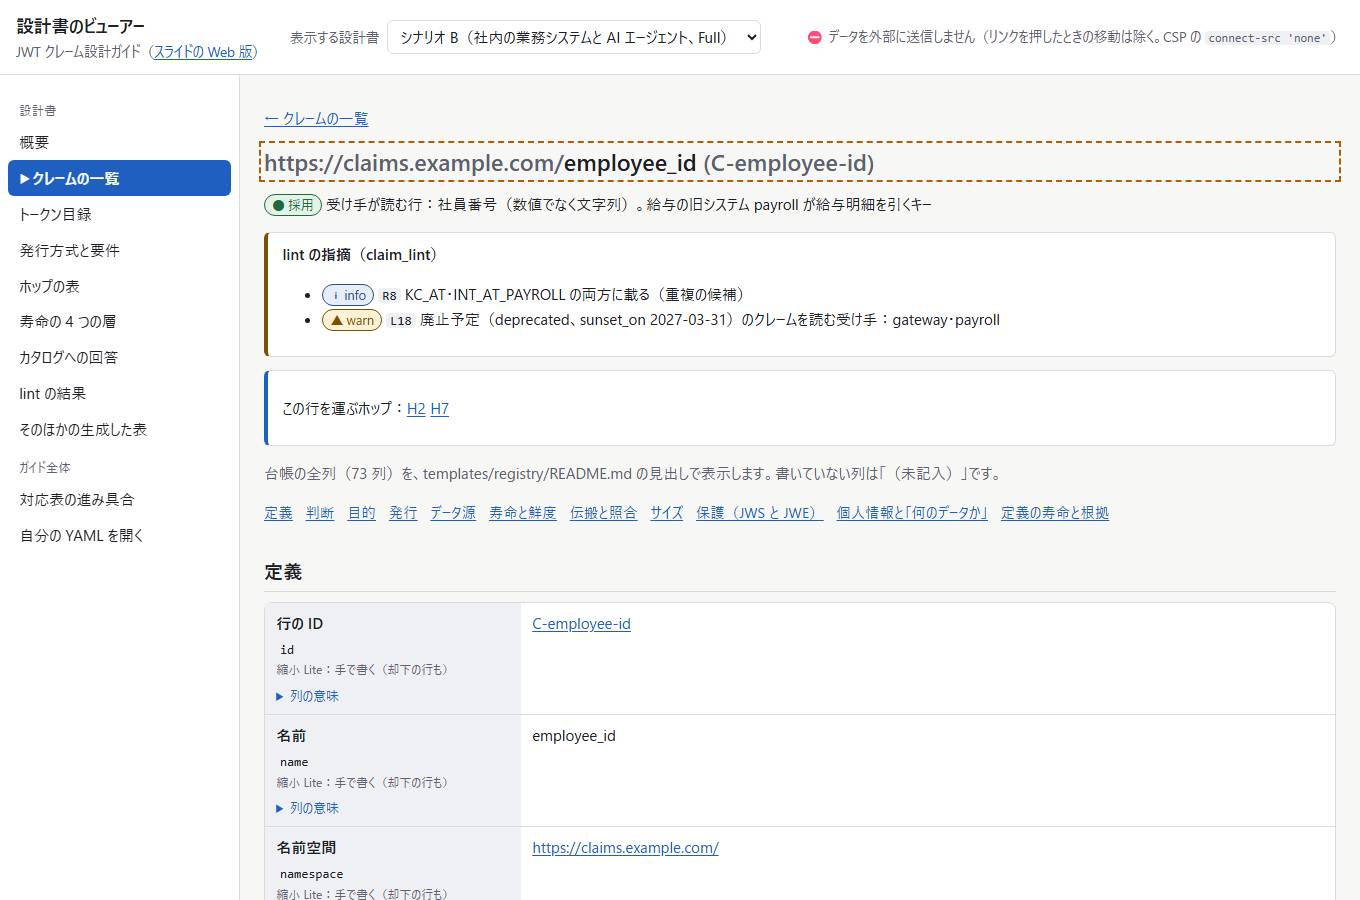 設計書のビューアー
JWT クレーム設計ガイド（スライドの Web 版）
表示する設計書
シナリオ B（社内の業務システムと AI エージェント、Full）
データを外部に送信しません（リンクを押したときの移動は除く。CSP の connect-src 'none'）
設計書
概要
▶クレームの一覧
トークン目録
発行方式と要件
ホップの表
寿命の 4 つの層
カタログへの回答
lint の結果
そのほかの生成した表
ガイド全体
対応表の進み具合
自分の YAML を開く
← クレームの一覧
https://claims.example.com/employee_id (C-employee-id)
● 採用 受け手が読む行：社員番号（数値でなく文字列）。給与の旧システム payroll が給与明細を引くキー
lint の指摘（claim_lint）
• i info R8 KC_AT・INT_AT_PAYROLL の両方に載る（重複の候補）
• ▲ warn L18 廃止予定（deprecated、sunset_on 2027-03-31）のクレームを読む受け手：gateway・payroll
この行を運ぶホップ：H2 H7
台帳の全列（73 列）を、templates/registry/README.md の見出しで表示します。書いていない列は「（未記入）」です。
定義 判断 目的 発行 データ源 寿命と鮮度 伝搬と照合 サイズ 保護（JWS と JWE） 個人情報と「何のデータか」 定義の寿命と根拠
定義
行の ID
id
縮小 Lite：手で書く（却下の行も）
▶ 列の意味
C-employee-id
名前
name
縮小 Lite：手で書く（却下の行も）
▶ 列の意味
employee_id
名前空間
namespace
縮小 Lite：手で書く（却下の行も）
https://claims.example.com/